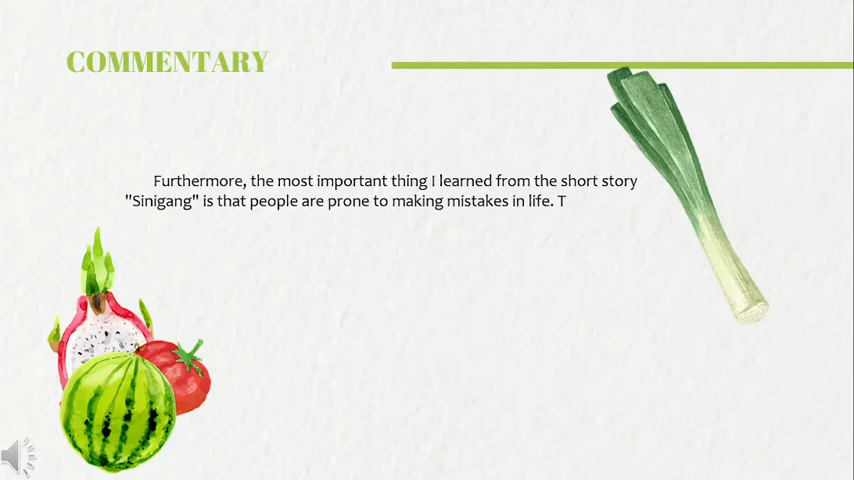 COMMENTARY
Furthermore, the most important thing I learned from the short story
"Sinigang" is that people are prone to making mistakes in life. T